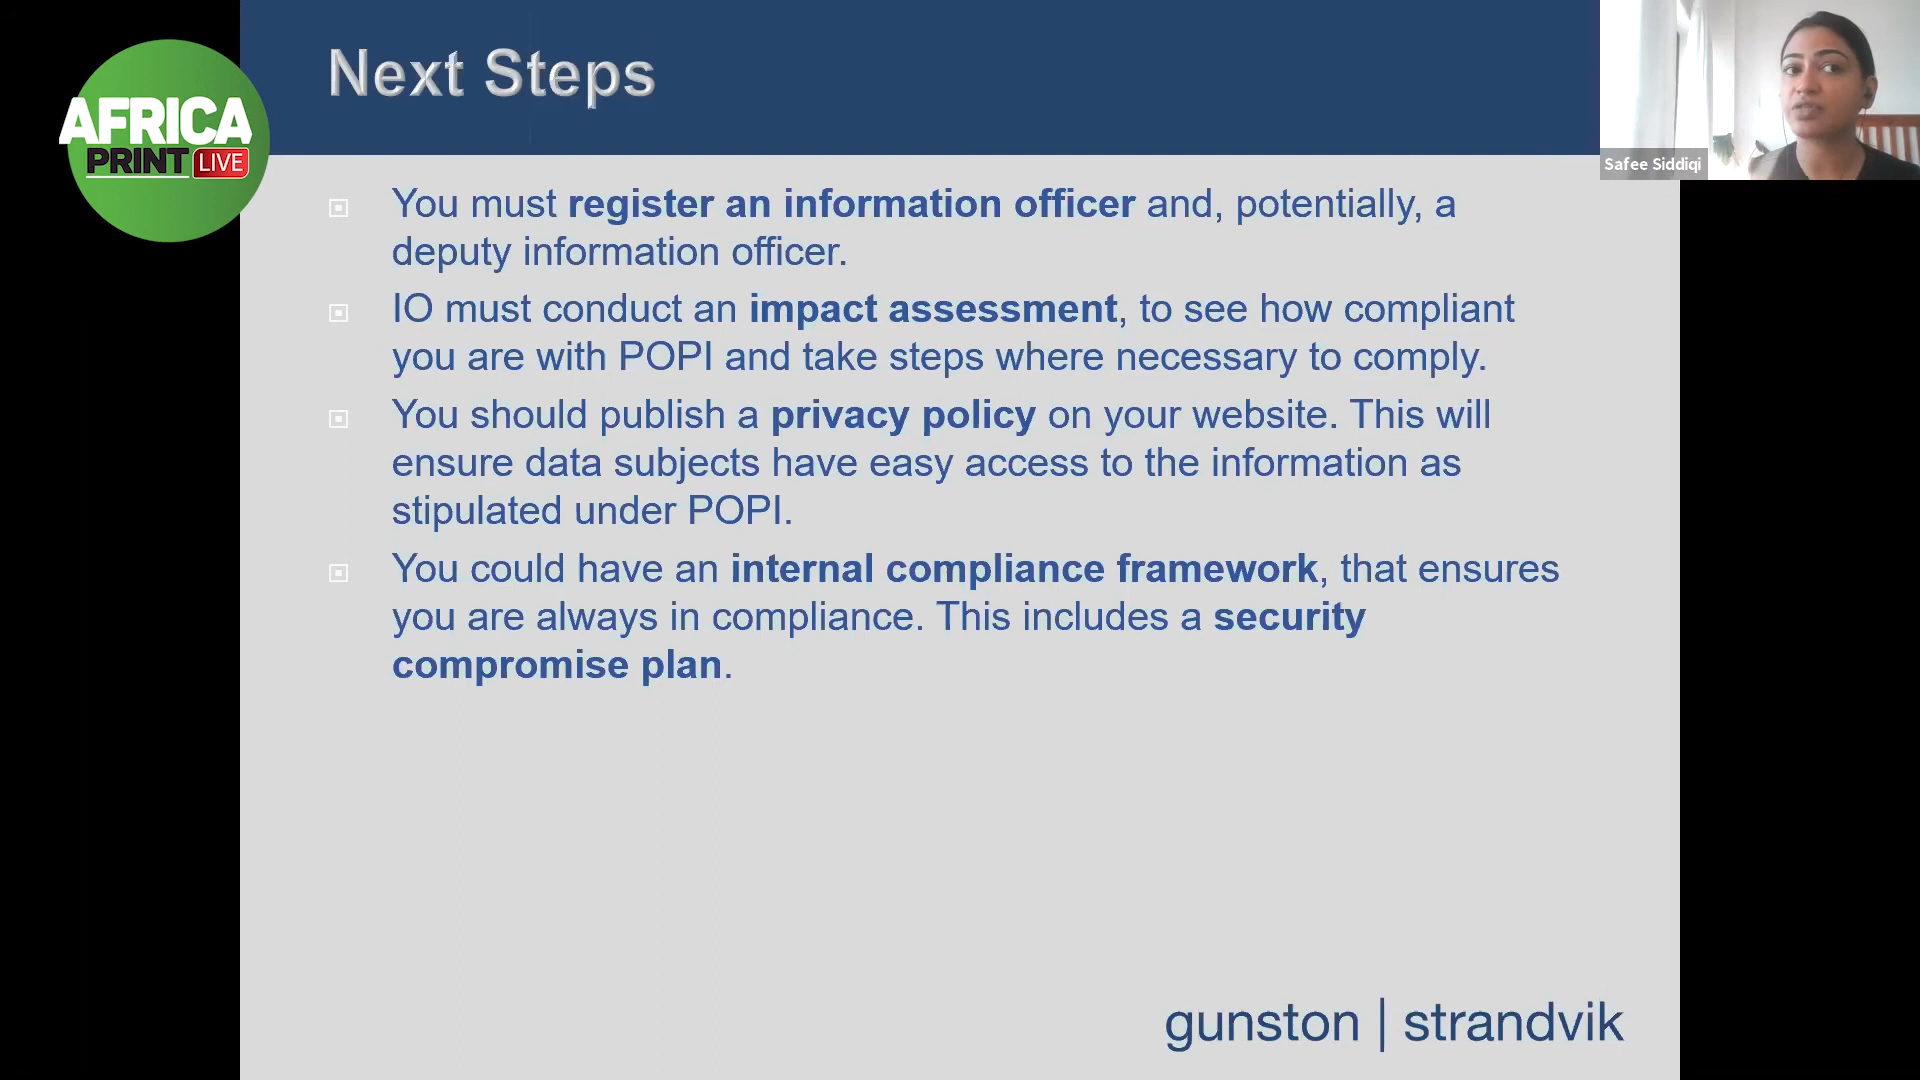 Next Steps
AFRICA
PRINT LIVE
Safee Siddiqi
You must register an information officer and, potentially, a
deputy information officer.
IO must conduct an impact assessment, to see how compliant
you are with POPI and take steps where necessary to comply.
You should publish a privacy policy on your website. This will
ensure data subjects have easy access to the information as
stipulated under POPI.
You could have an internal compliance framework, that ensures
you are always in compliance. This includes a security
compromise plan.
gunston | strandvik